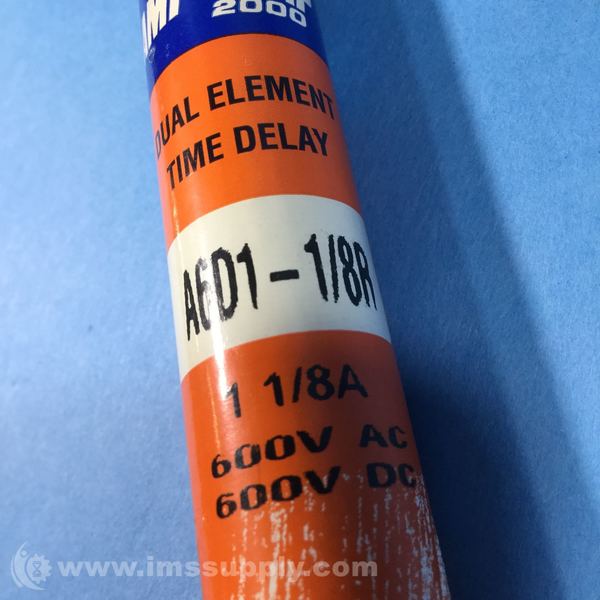 2000
DUAL ELEMENT
TIME DELAY
A6D1-1/8R
1 1/8A
600V AC
600V DC
www.imssupply.com